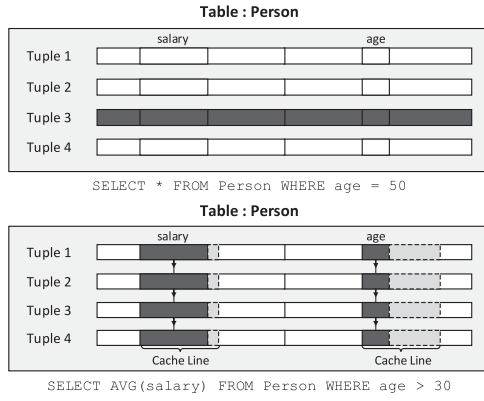 Table : Person
salary age
Tuple 1
Tuple 2
Tuple 3
Tuple 4
SELECT * FROM Person WHERE age = 50
Table : Person
salary age
Tuple 1
Tuple 2
Tuple 3
Tuple 4
Cache Line Cache Line
SELECT AVG(salary) FROM Person WHERE age > 30